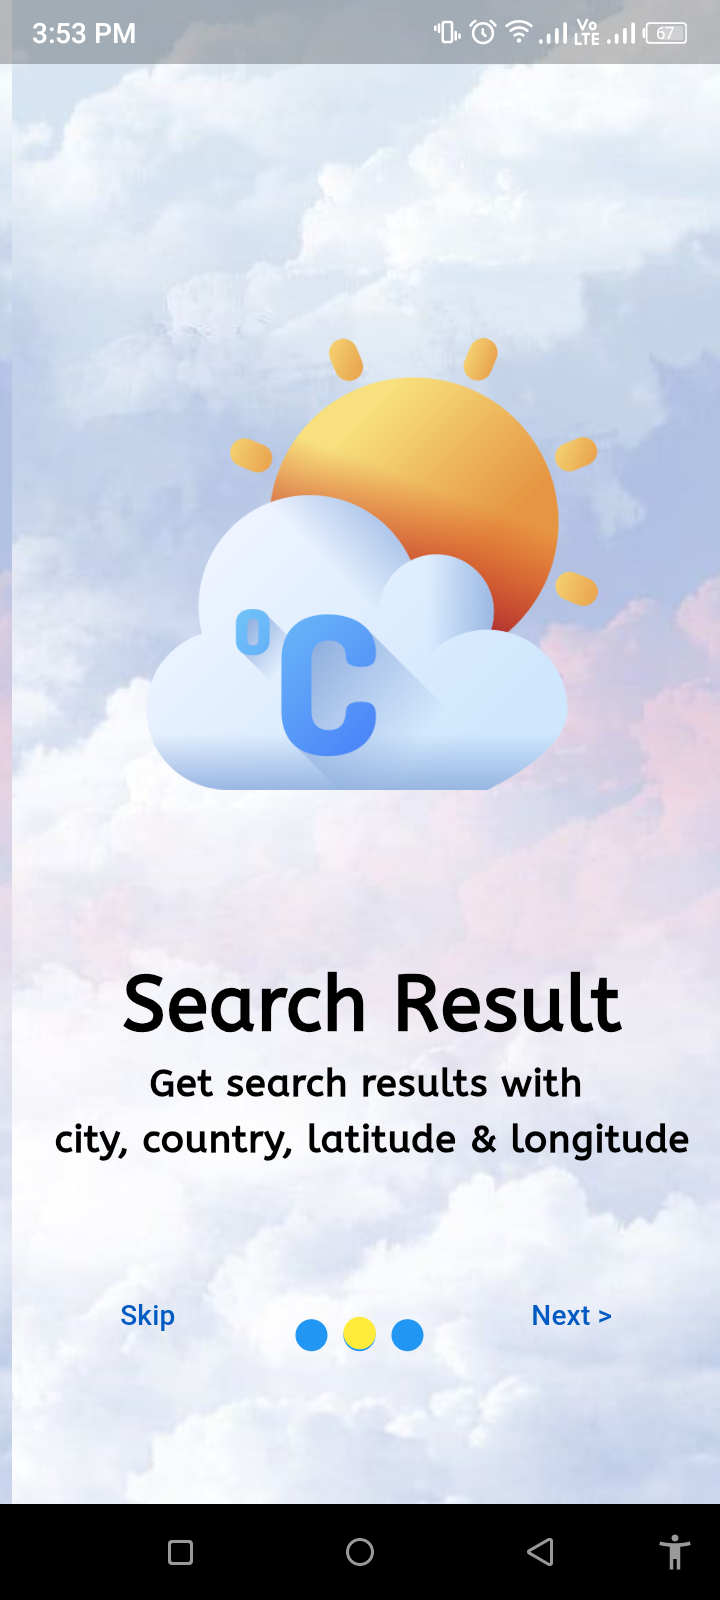 3:53 PM
Vo
LTE
67
°C
Search Result
Get search results with
city, country, latitude & longitude
Skip
Next >